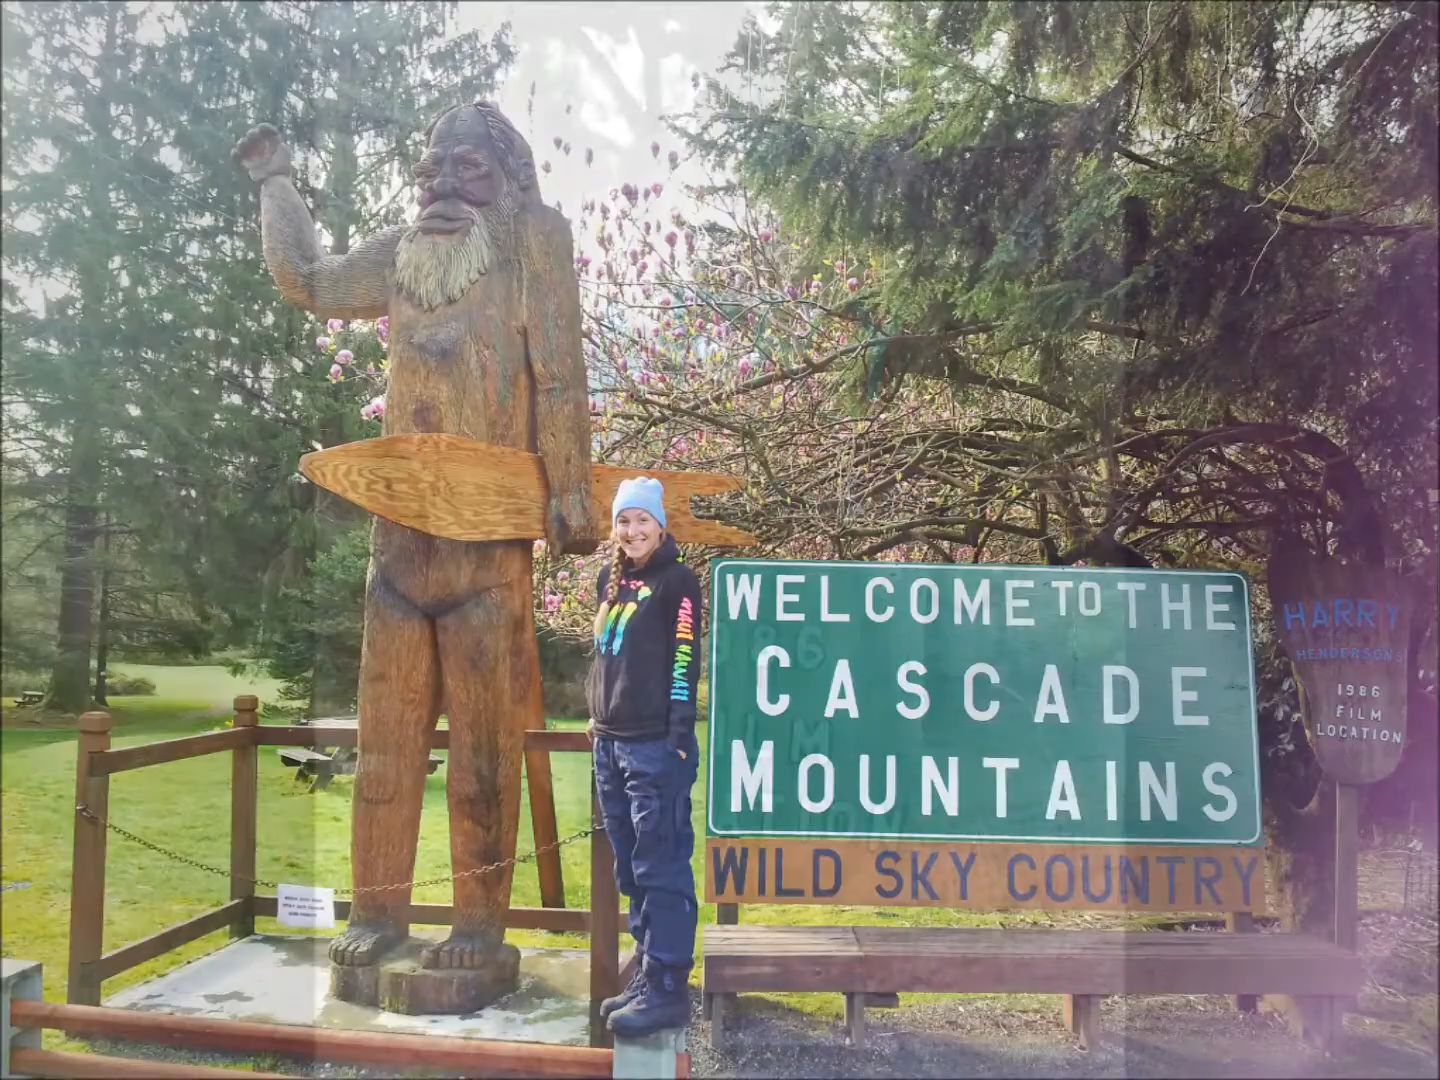 WELCOME TO THE
CASCADE
MOUNTAINS
WILD SKY COUNTRY
HARRY
HENDERSONS
1986
FILM
LOCATION
MAUI HAWAII